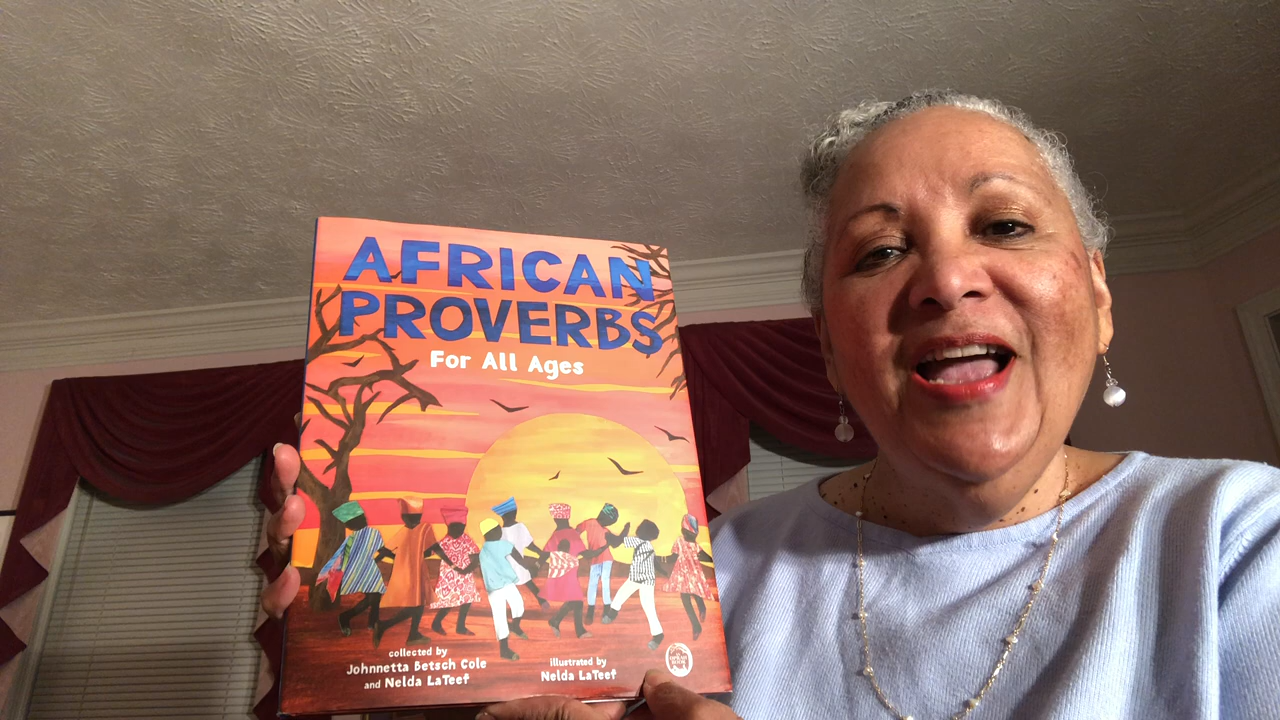 AFRICAN
PROVERBS
For All Ages
collected by
Johnnetta Betsch Cole
and Nelda LaTeef
illustrated by
Nelda LaTeef